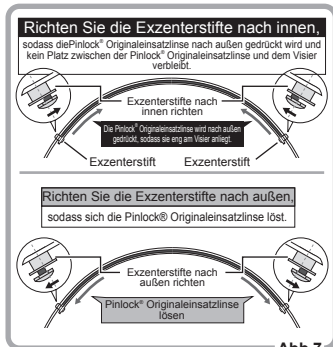 Richten Sie die Exzenterstifte nach innen,
sodass diePinlock® Originaleinsatzlinse nach außen gedrückt wird und
kein Platz zwischen der Pinlock® Originaleinsatzlinse und dem Visier
verbleibt.
Exzenterstifte nach
innen richten
Die Pinlock® Originaleinsatzlinse wird nach außen
gedrückt, sodass sie eng am Visier anliegt.
Exzenterstift
Exzenterstift
Richten Sie die Exzenterstifte nach außen,
sodass sich die Pinlock® Originaleinsatzlinse löst.
Exzenterstifte nach
außen richten
Pinlock® Originaleinsatzlinse
lösen
Abb 7